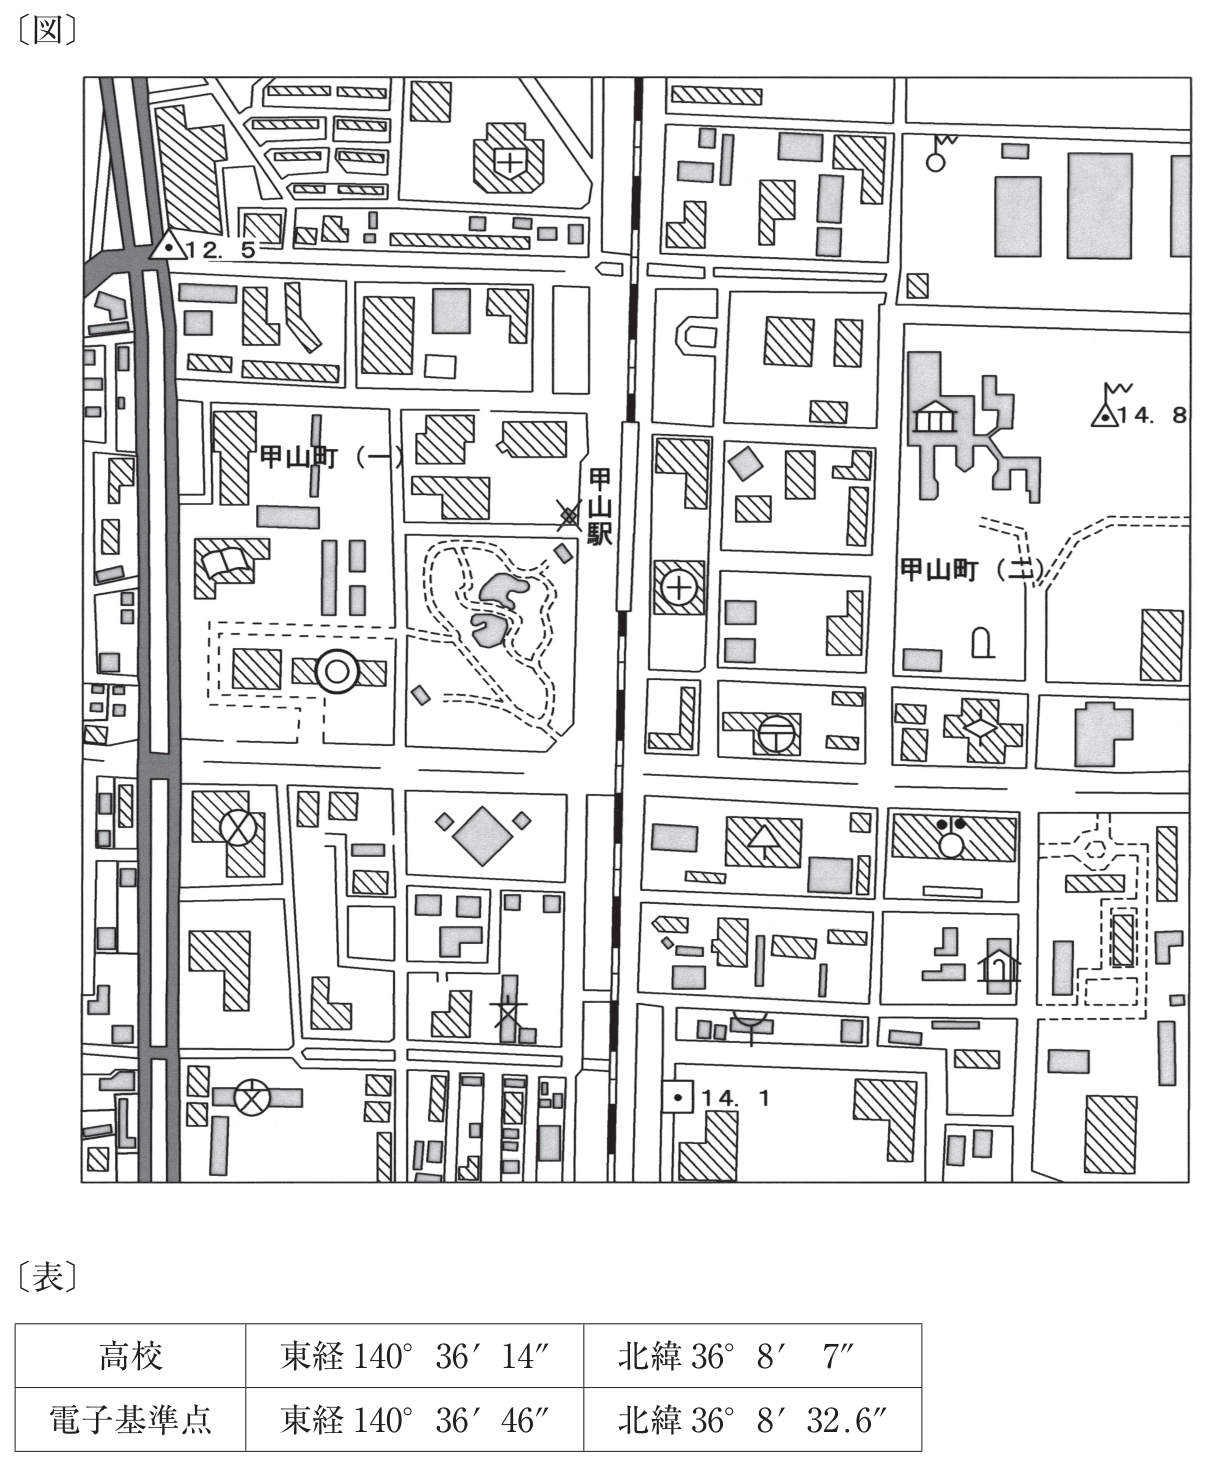 〔図〕
12. 5
甲山町（一）
甲山駅
14. 8
甲山町（二）
14. 1
〔表〕
高校 東経 140° 36′ 14″ 北緯 36° 8′ 7″
電子基準点 東経 140° 36′ 46″ 北緯 36° 8′ 32.6″